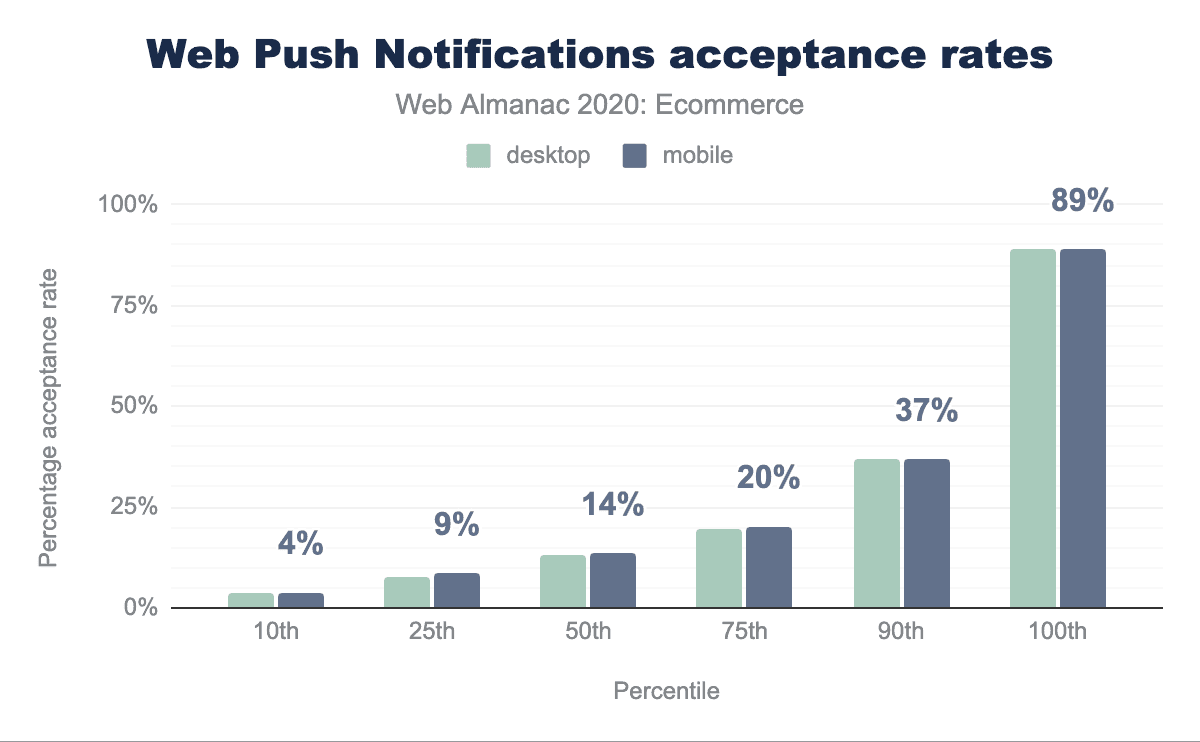 Web Push Notifications acceptance rates
Web Almanac 2020: Ecommerce
desktop mobile
Percentage acceptance rate
100%
75%
50%
25%
0%
4%
9%
14%
20%
37%
89%
10th 25th 50th 75th 90th 100th
Percentile